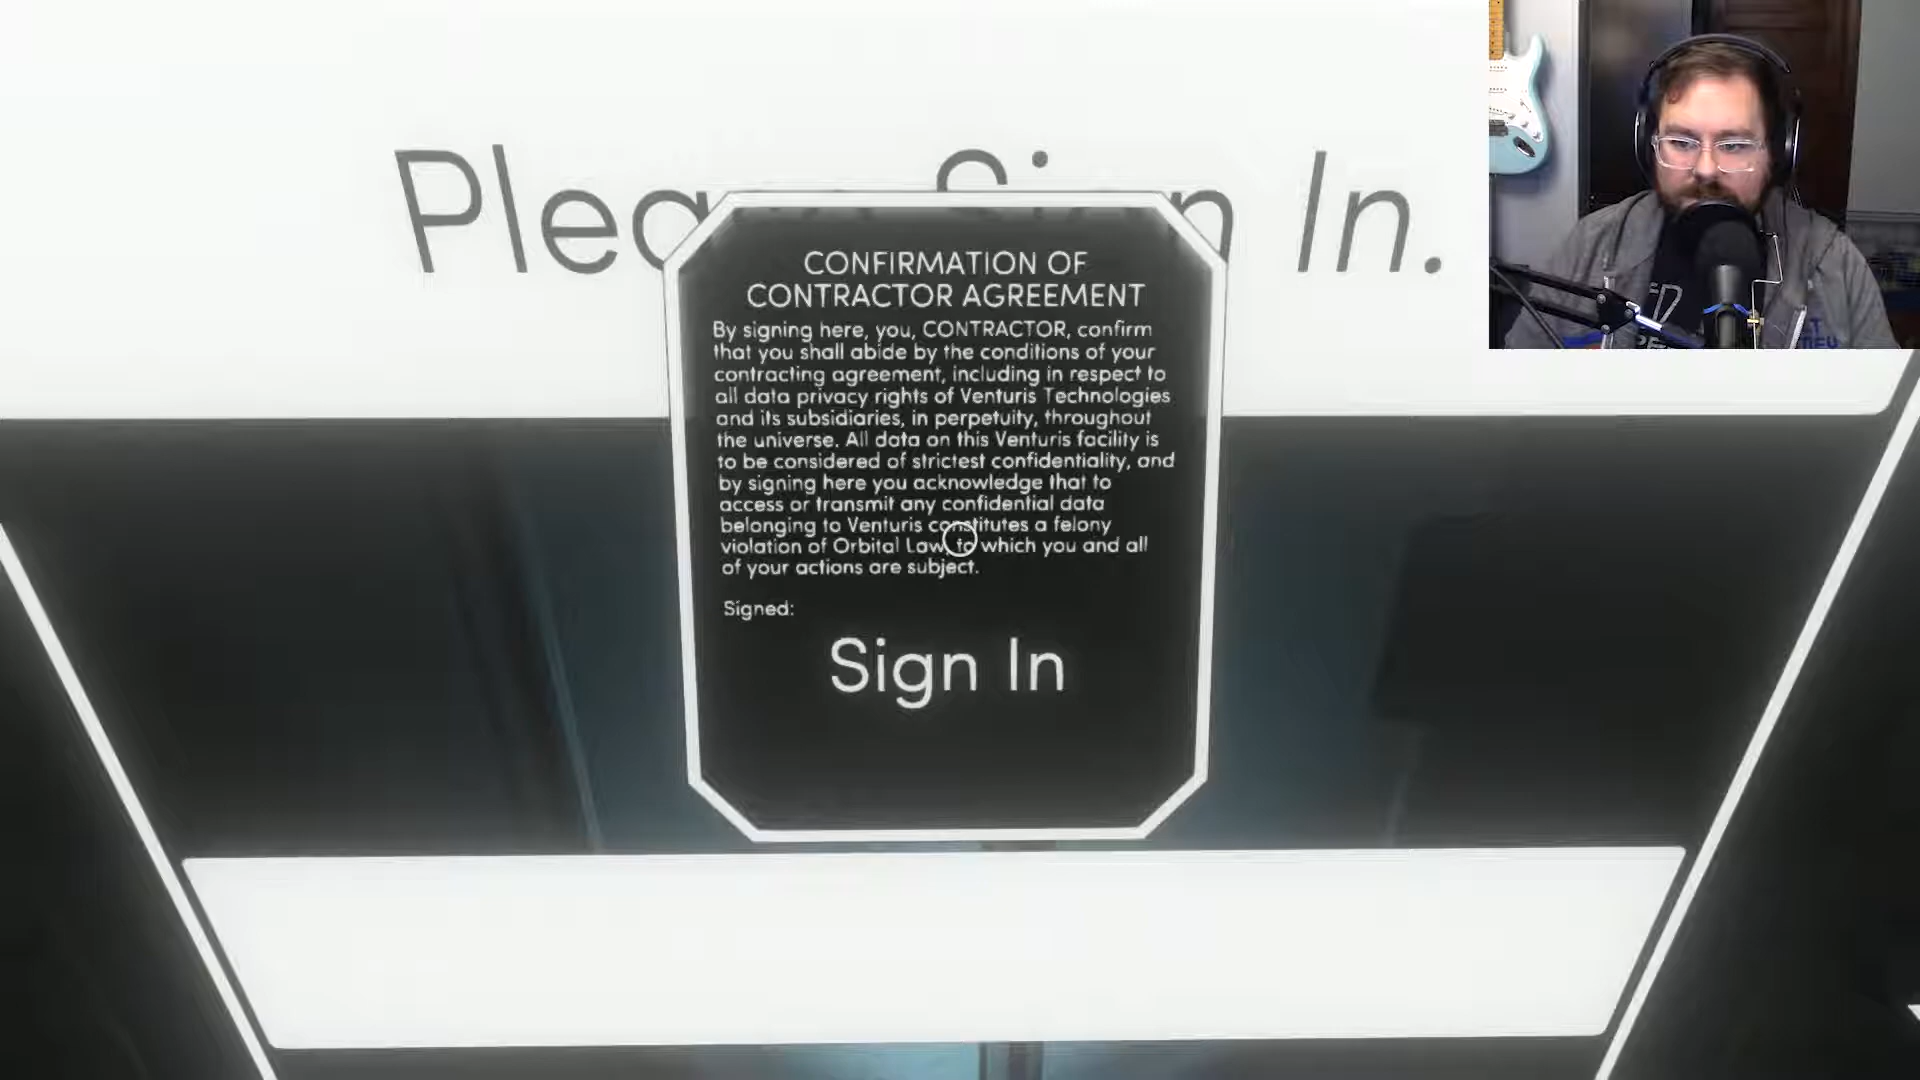 Please Sign In.
CONFIRMATION OF
CONTRACTOR AGREEMENT
By signing here, you, CONTRACTOR, confirm
that you shall abide by the conditions of your
contracting agreement, including in respect to
all data privacy rights of Venturis Technologies
and its subsidiaries, in perpetuity, throughout
the universe. All data on this Venturis facility is
to be considered of strictest confidentiality, and
by signing here you acknowledge that to
access or transmit any confidential data
belonging to Venturis constitutes a felony
violation of Orbital Law, to which you and all
of your actions are subject.
Signed:
Sign In